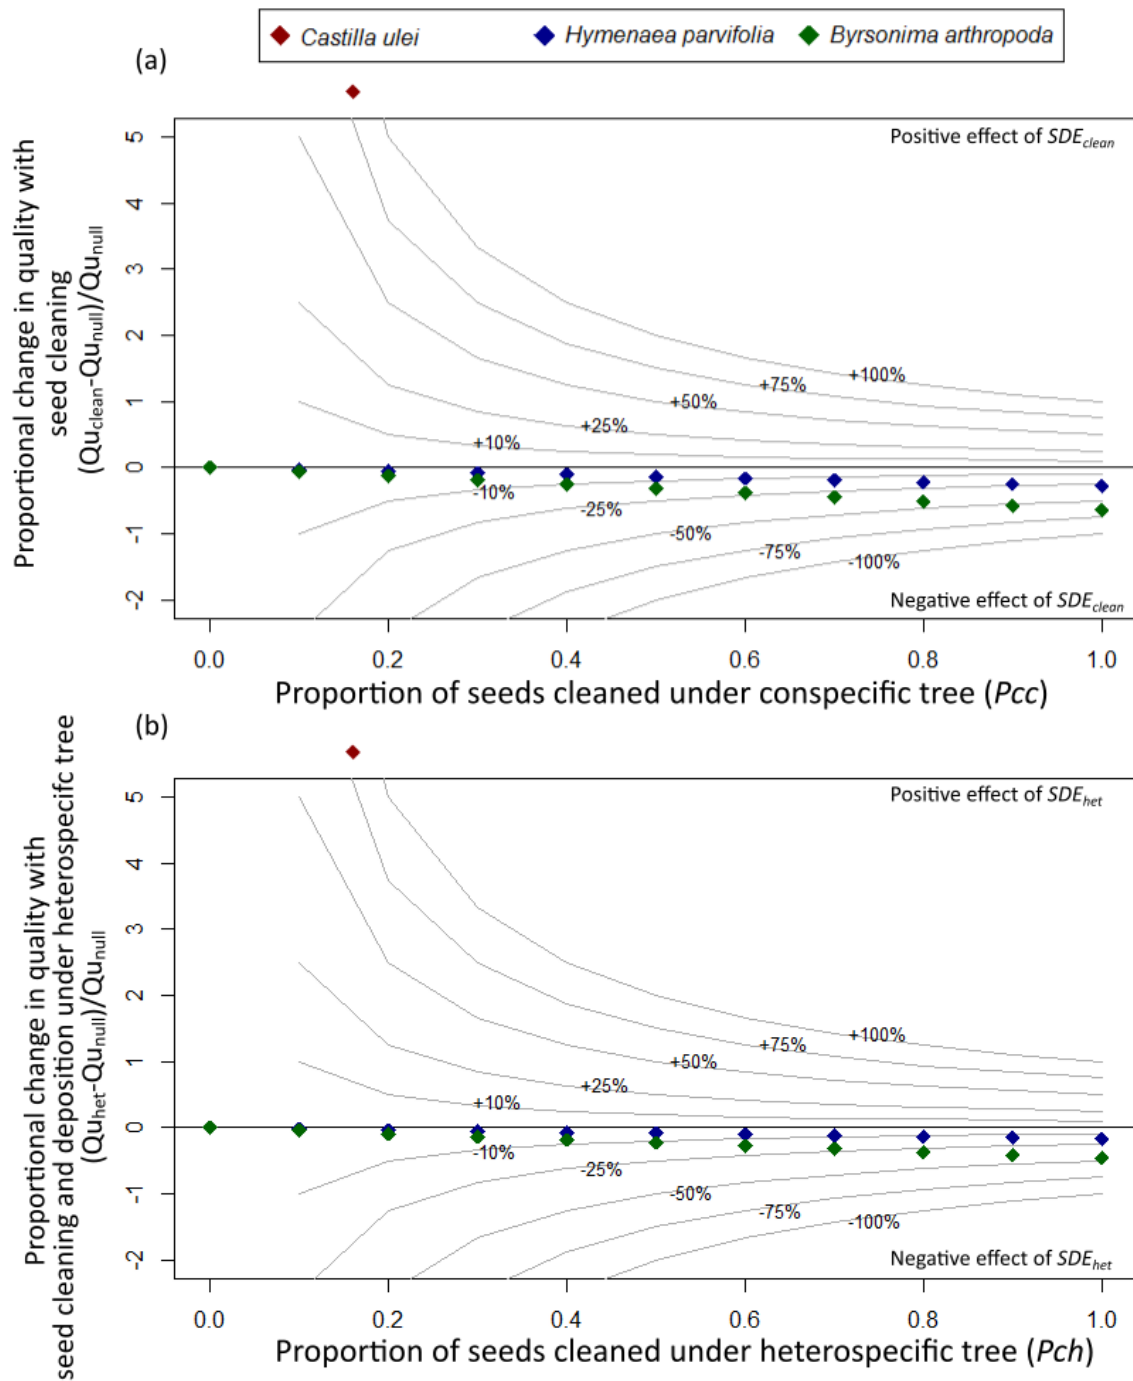 Castilla ulei
Hymenaea parvifolia
Byrsonima arthropoda
(a)
Proportional change in quality with
seed cleaning
(Quclean-Qunull)/Qunull
5
4
3
2
1
0
-1
-2
Positive effect of SDEclean
+100%
+75%
+50%
+25%
+10%
-10%
-25%
-50%
-75%
-100%
Negative effect of SDEclean
0.0 0.2 0.4 0.6 0.8 1.0
Proportion of seeds cleaned under conspecific tree (Pcc)
(b)
Proportional change in quality with
seed cleaning and deposition under heterospecifc tree
(Quhet-Qunull)/Qunull
5
4
3
2
1
0
-1
-2
Positive effect of SDEhet
+100%
+75%
+50%
+25%
+10%
-10%
-25%
-50%
-75%
-100%
Negative effect of SDEhet
0.0 0.2 0.4 0.6 0.8 1.0
Proportion of seeds cleaned under heterospecific tree (Pch)